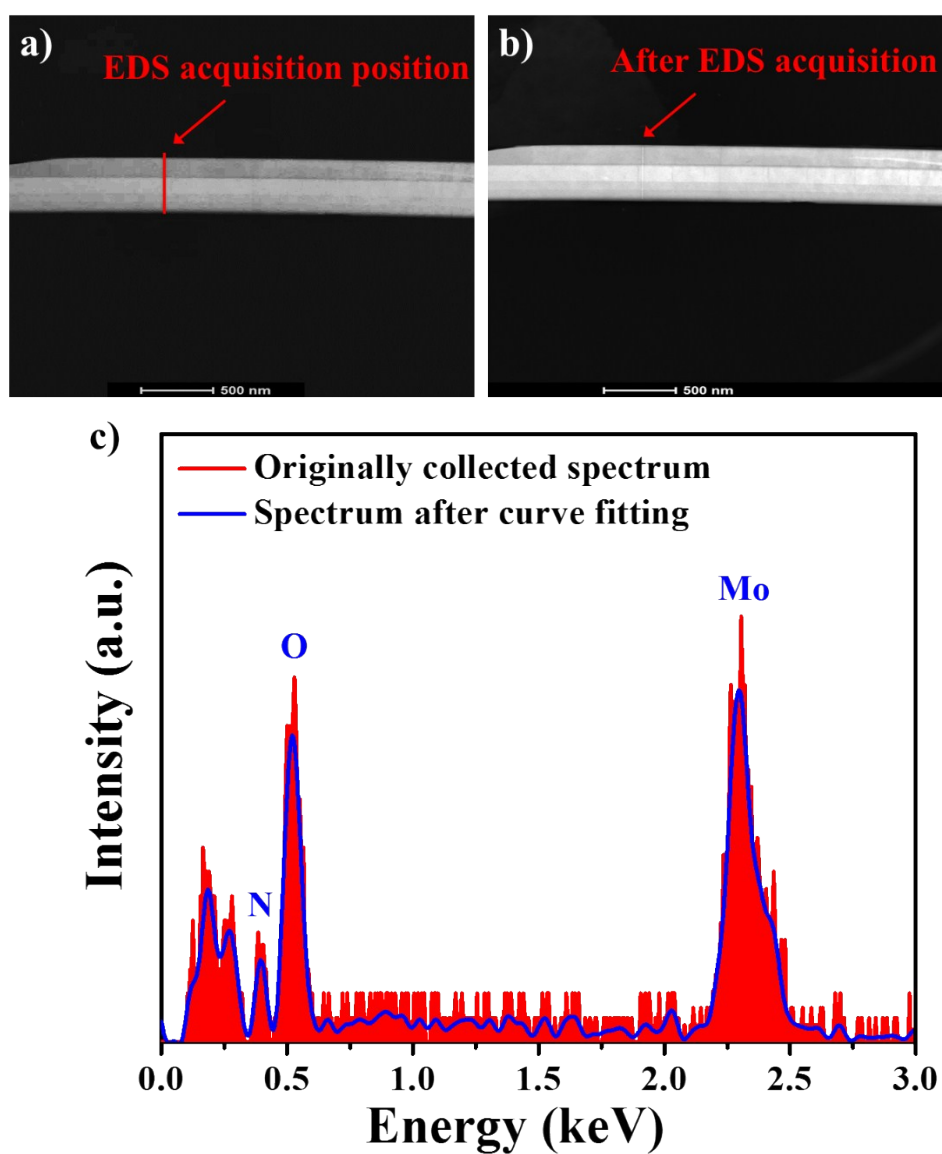 a)
EDS acquisition position
500 nm
b)
After EDS acquisition
500 nm
c)
Originally collected spectrum
Spectrum after curve fitting
Mo
O
N
Intensity (a.u.)
0.0 0.5 1.0 1.5 2.0 2.5 3.0
Energy (keV)